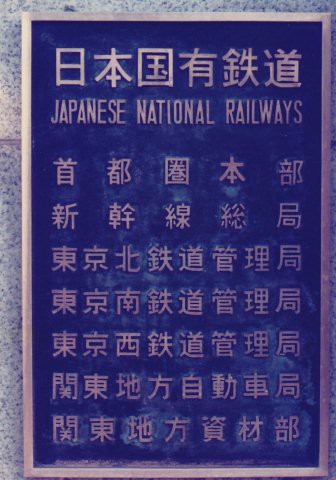 日本国有鉄道
JAPANESE NATIONAL RAILWAYS
首都圏本部
新幹線総局
東京北鉄道管理局
東京南鉄道管理局
東京西鉄道管理局
関東地方自動車局
関東地方資材部